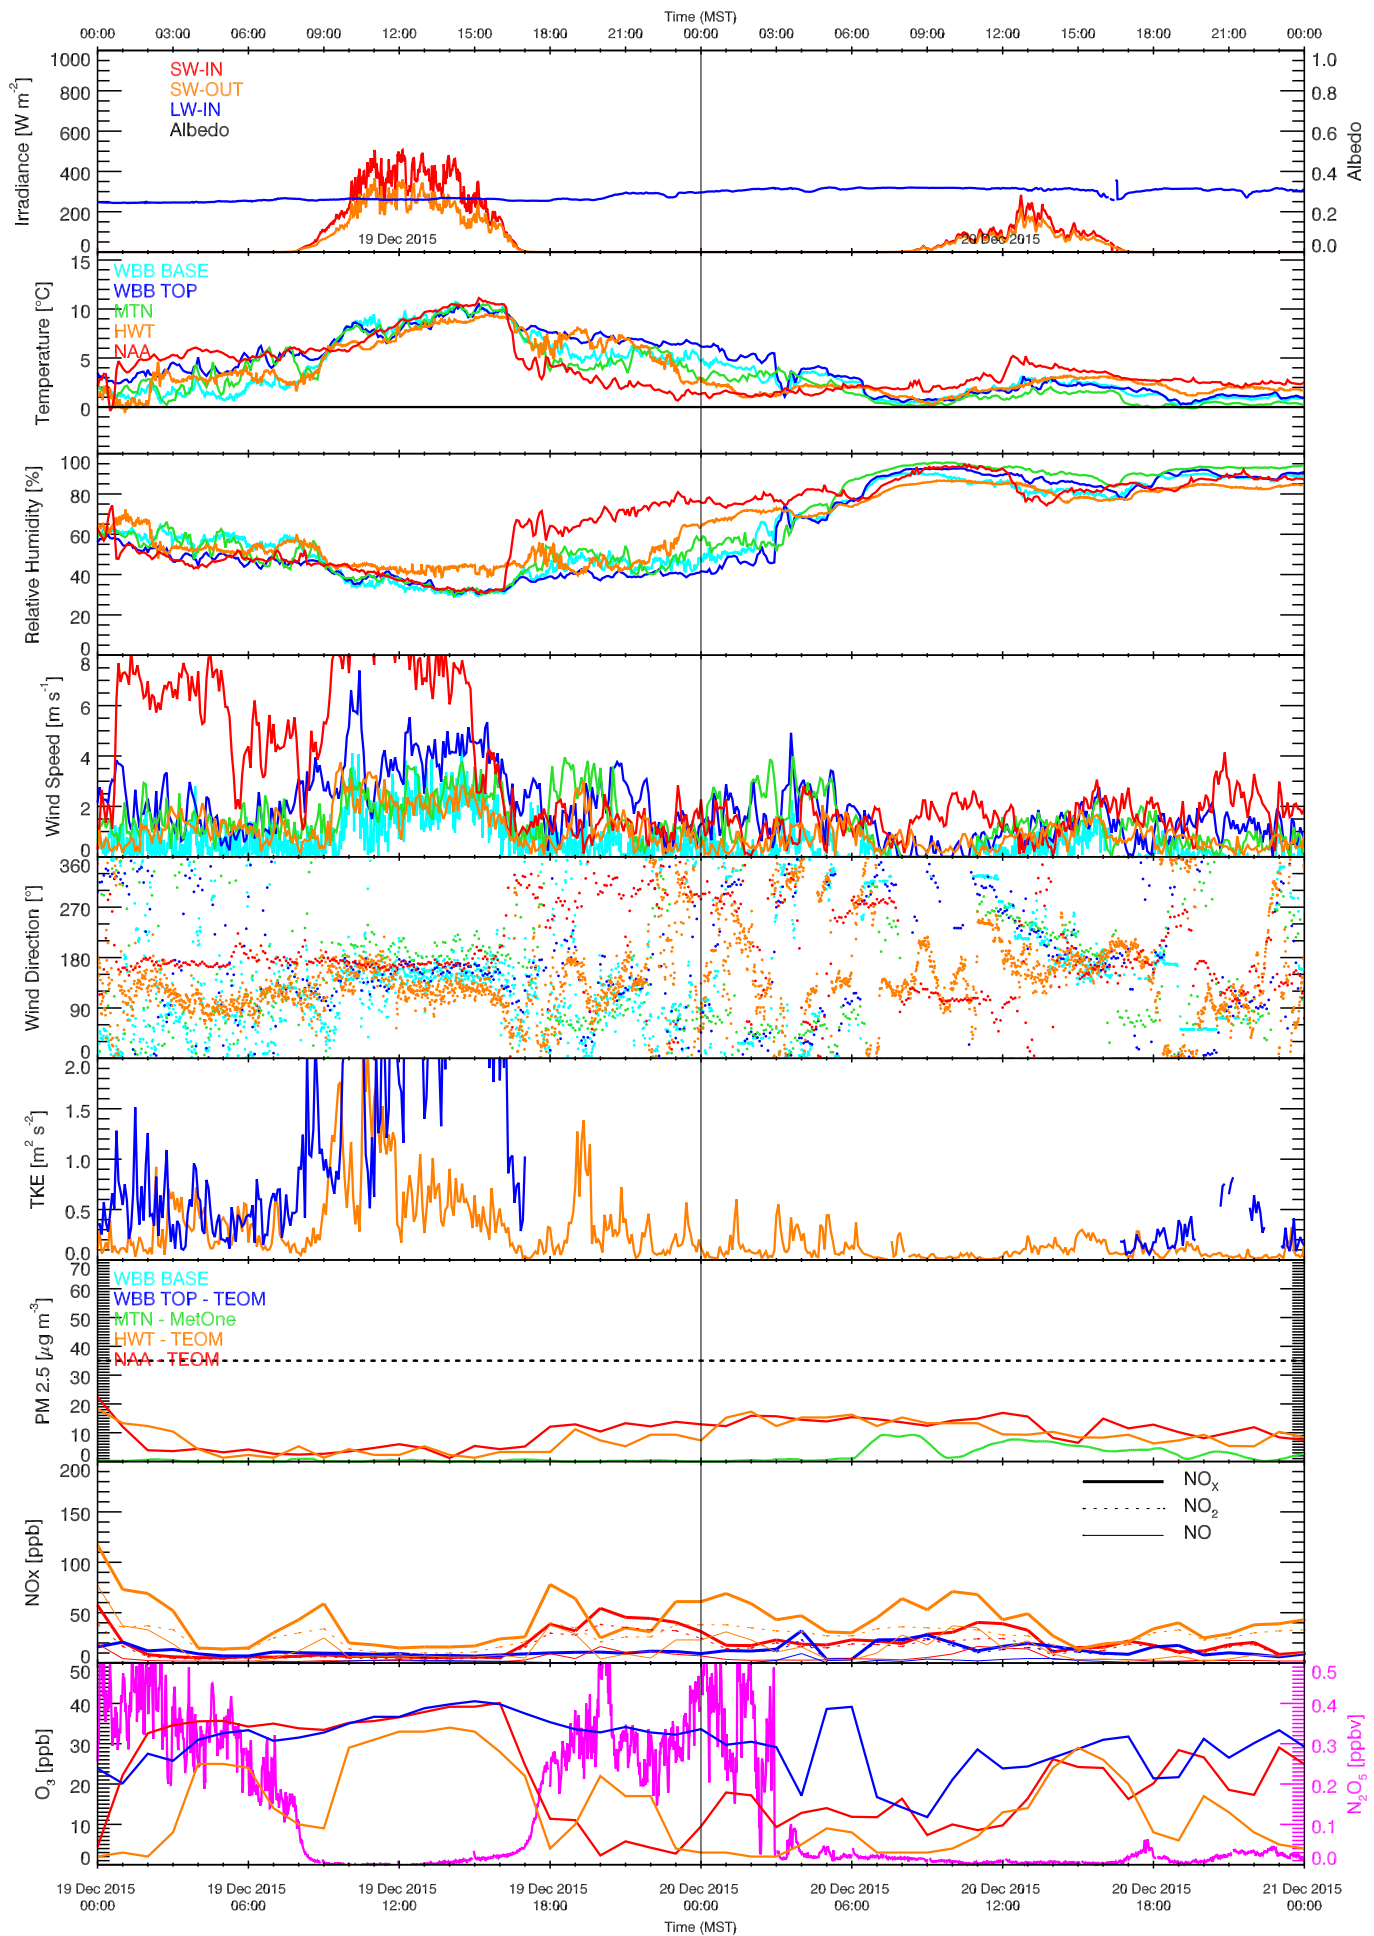 Time (MST)
00:00 03:00 06:00 09:00 12:00 15:00 18:00 21:00 00:00 03:00 06:00 09:00 12:00 15:00 18:00 21:00 00:00
Irradiance [W m-2]
1000
800
600
400
200
0
SW-IN
SW-OUT
LW-IN
Albedo
19 Dec 2015
20 Dec 2015
1.0
0.8
0.6
0.4
0.2
0.0
Albedo
Temperature [°C]
15
10
5
0
WBB BASE
WBB TOP
MTN
HWT
NAA
Relative Humidity [%]
100
80
60
40
20
0
Wind Speed [m s-1]
8
6
4
2
0
Wind Direction [°]
360
270
180
90
0
TKE [m2 s-2]
2.0
1.5
1.0
0.5
0.0
PM 2.5 [µg m-3]
70
60
50
40
30
20
10
0
WBB BASE
WBB TOP - TEOM
MTN - MetOne
HWT - TEOM
NAA - TEOM
NOx [ppb]
200
150
100
50
0
NOX
NO2
NO
O3 [ppb]
50
40
30
20
10
0
0.5
0.4
0.3
0.2
0.1
0.0
N2O5 [ppbv]
19 Dec 2015 19 Dec 2015 19 Dec 2015 19 Dec 2015 20 Dec 2015 20 Dec 2015 20 Dec 2015 20 Dec 2015 21 Dec 2015
00:00 06:00 12:00 18:00 00:00 06:00 12:00 18:00 00:00
Time (MST)